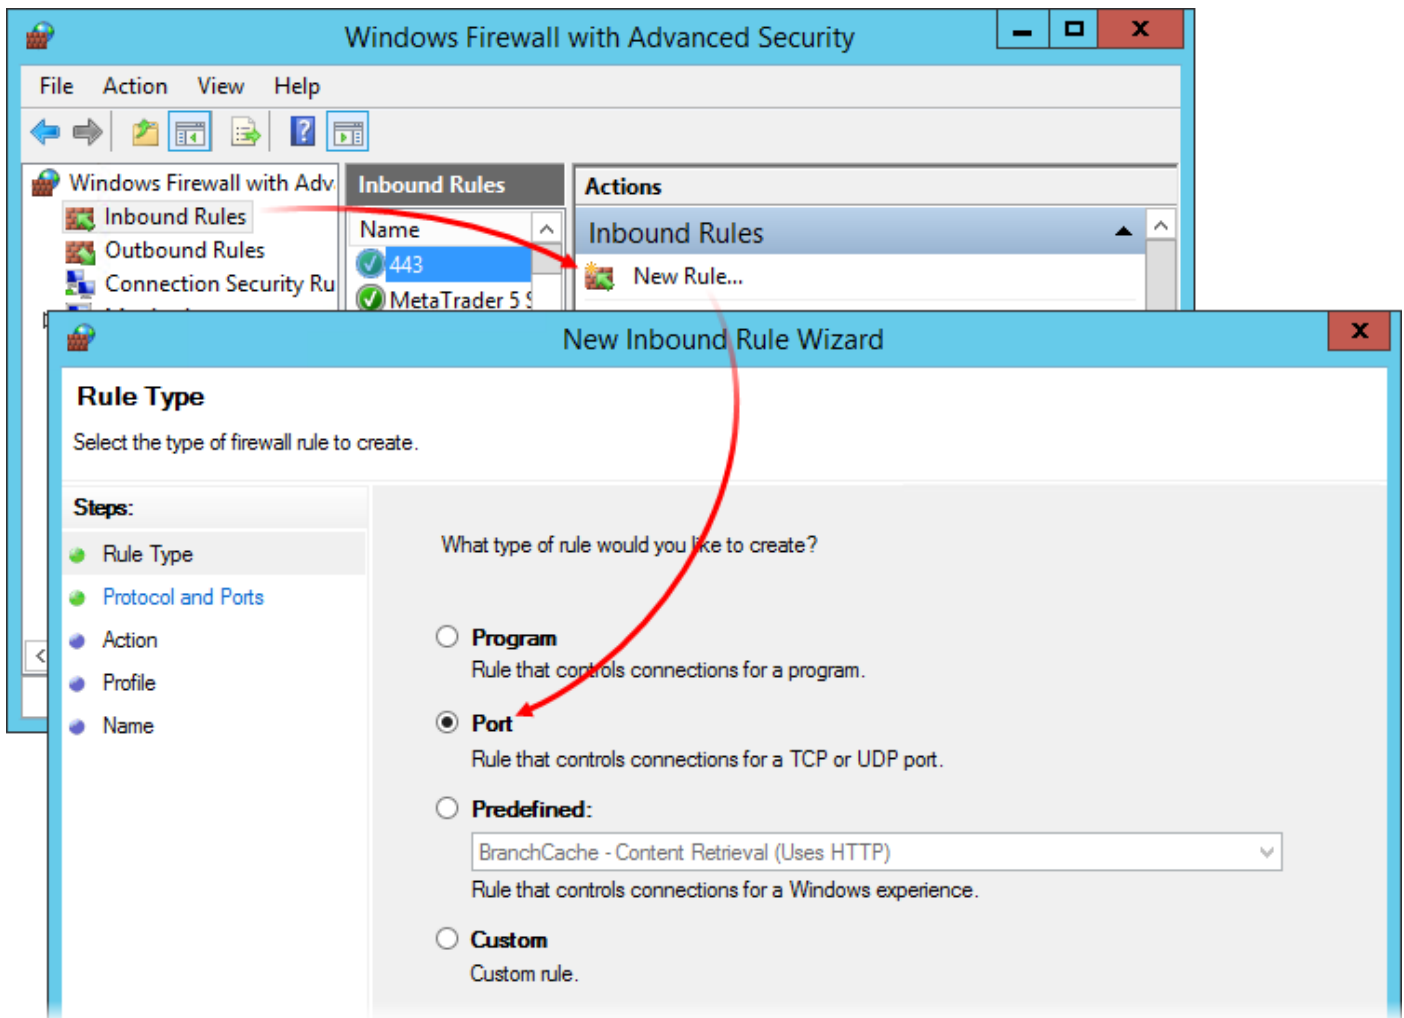 Windows Firewall with Advanced Security
x
File Action View Help
?
Windows Firewall with Adv
Inbound Rules
Outbound Rules
Connection Security Ru
Inbound Rules
Name
443
MetaTrader 5 S
Actions
Inbound Rules
New Rule...
New Inbound Rule Wizard
x
Rule Type
Select the type of firewall rule to create.
Steps:
Rule Type
Protocol and Ports
Action
Profile
Name
What type of rule would you like to create?
Program
Rule that controls connections for a program.
Port
Rule that controls connections for a TCP or UDP port.
Predefined:
BranchCache - Content Retrieval (Uses HTTP)
Rule that controls connections for a Windows experience.
Custom
Custom rule.